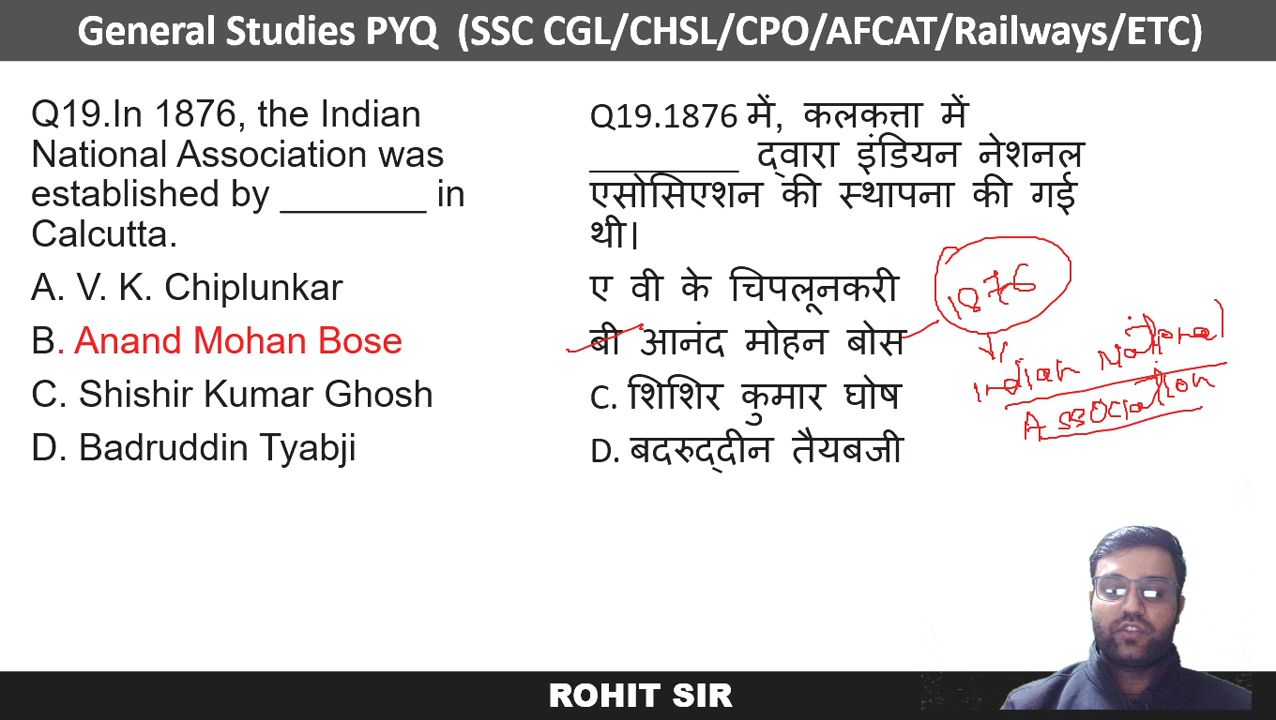 General Studies PYQ (SSC CGL/CHSL/CPO/AFCAT/Railways/ETC)
Q19.In 1876, the Indian
National Association was
established by ________ in
Calcutta.
A. V. K. Chiplunkar
B. Anand Mohan Bose
C. Shishir Kumar Ghosh
D. Badruddin Tyabji
Q19.1876 में, कलकत्ता में
________ द्वारा इंडियन नेशनल
एसोसिएशन की स्थापना की गई
थी।
ए वी के चिपलूनकरी
बी आनंद मोहन बोस
C. शिशिर कुमार घोष
D. बदरुद्दीन तैयबजी
1876
Indian National
Association
ROHIT SIR